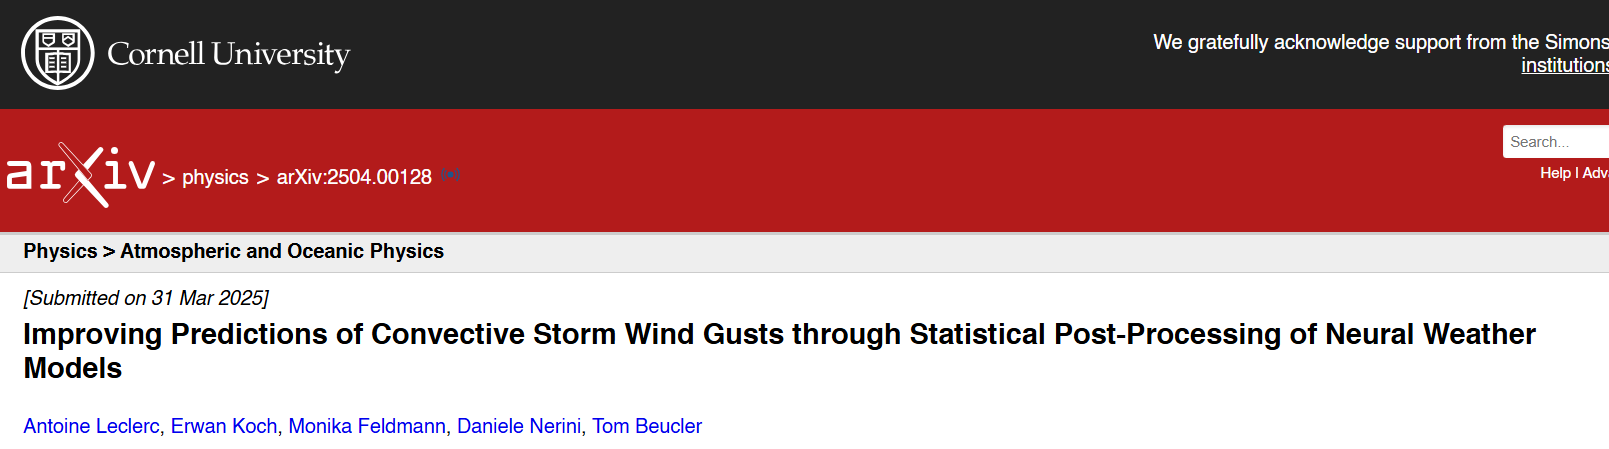 Cornell University
We gratefully acknowledge support from the Simons
institutions
arXiv > physics > arXiv:2504.00128
Search...
Help | Adv
Physics > Atmospheric and Oceanic Physics
[Submitted on 31 Mar 2025]
Improving Predictions of Convective Storm Wind Gusts through Statistical Post-Processing of Neural Weather
Models
Antoine Leclerc, Erwan Koch, Monika Feldmann, Daniele Nerini, Tom Beucler